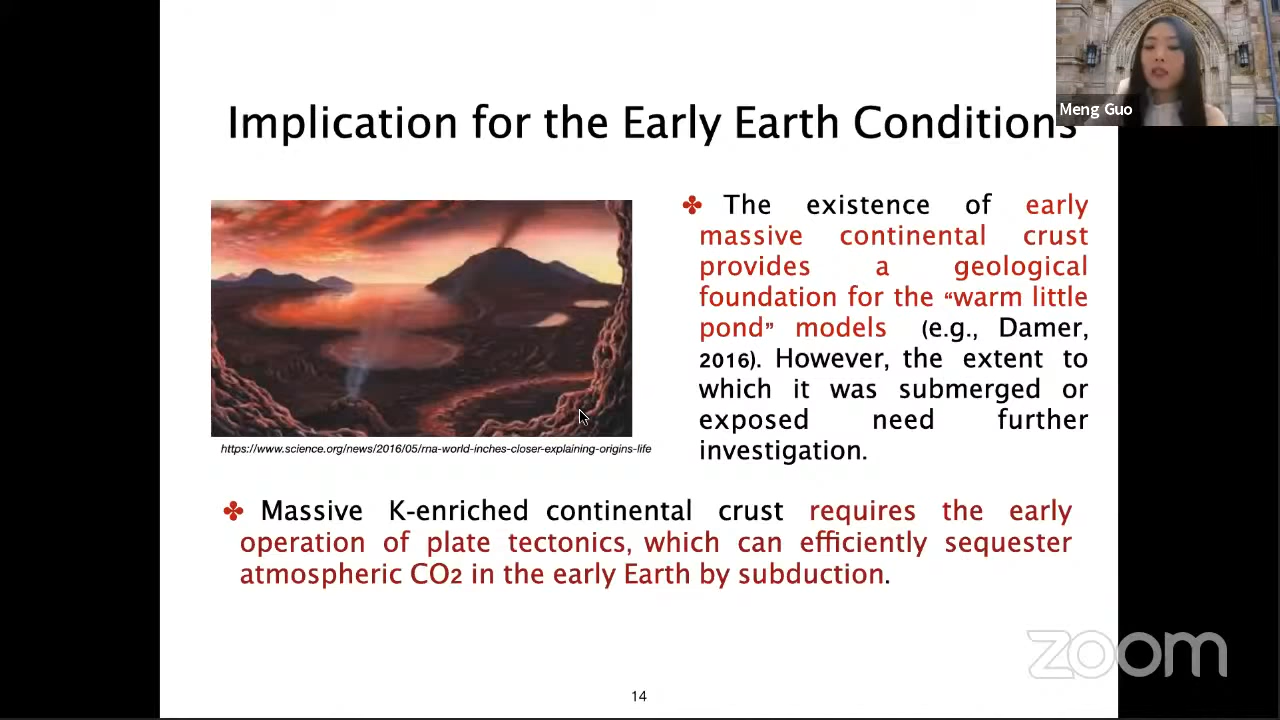 Meng Guo
Implication for the Early Earth Conditions
✤ The existence of early
massive continental crust
provides a geological
foundation for the “warm little
pond” models (e.g., Damer,
2016). However, the extent to
which it was submerged or
exposed need further
investigation.
https://www.science.org/news/2016/05/rna-world-inches-closer-explaining-origins-life
✤ Massive K-enriched continental crust requires the early
operation of plate tectonics, which can efficiently sequester
atmospheric CO2 in the early Earth by subduction.
zoom
14